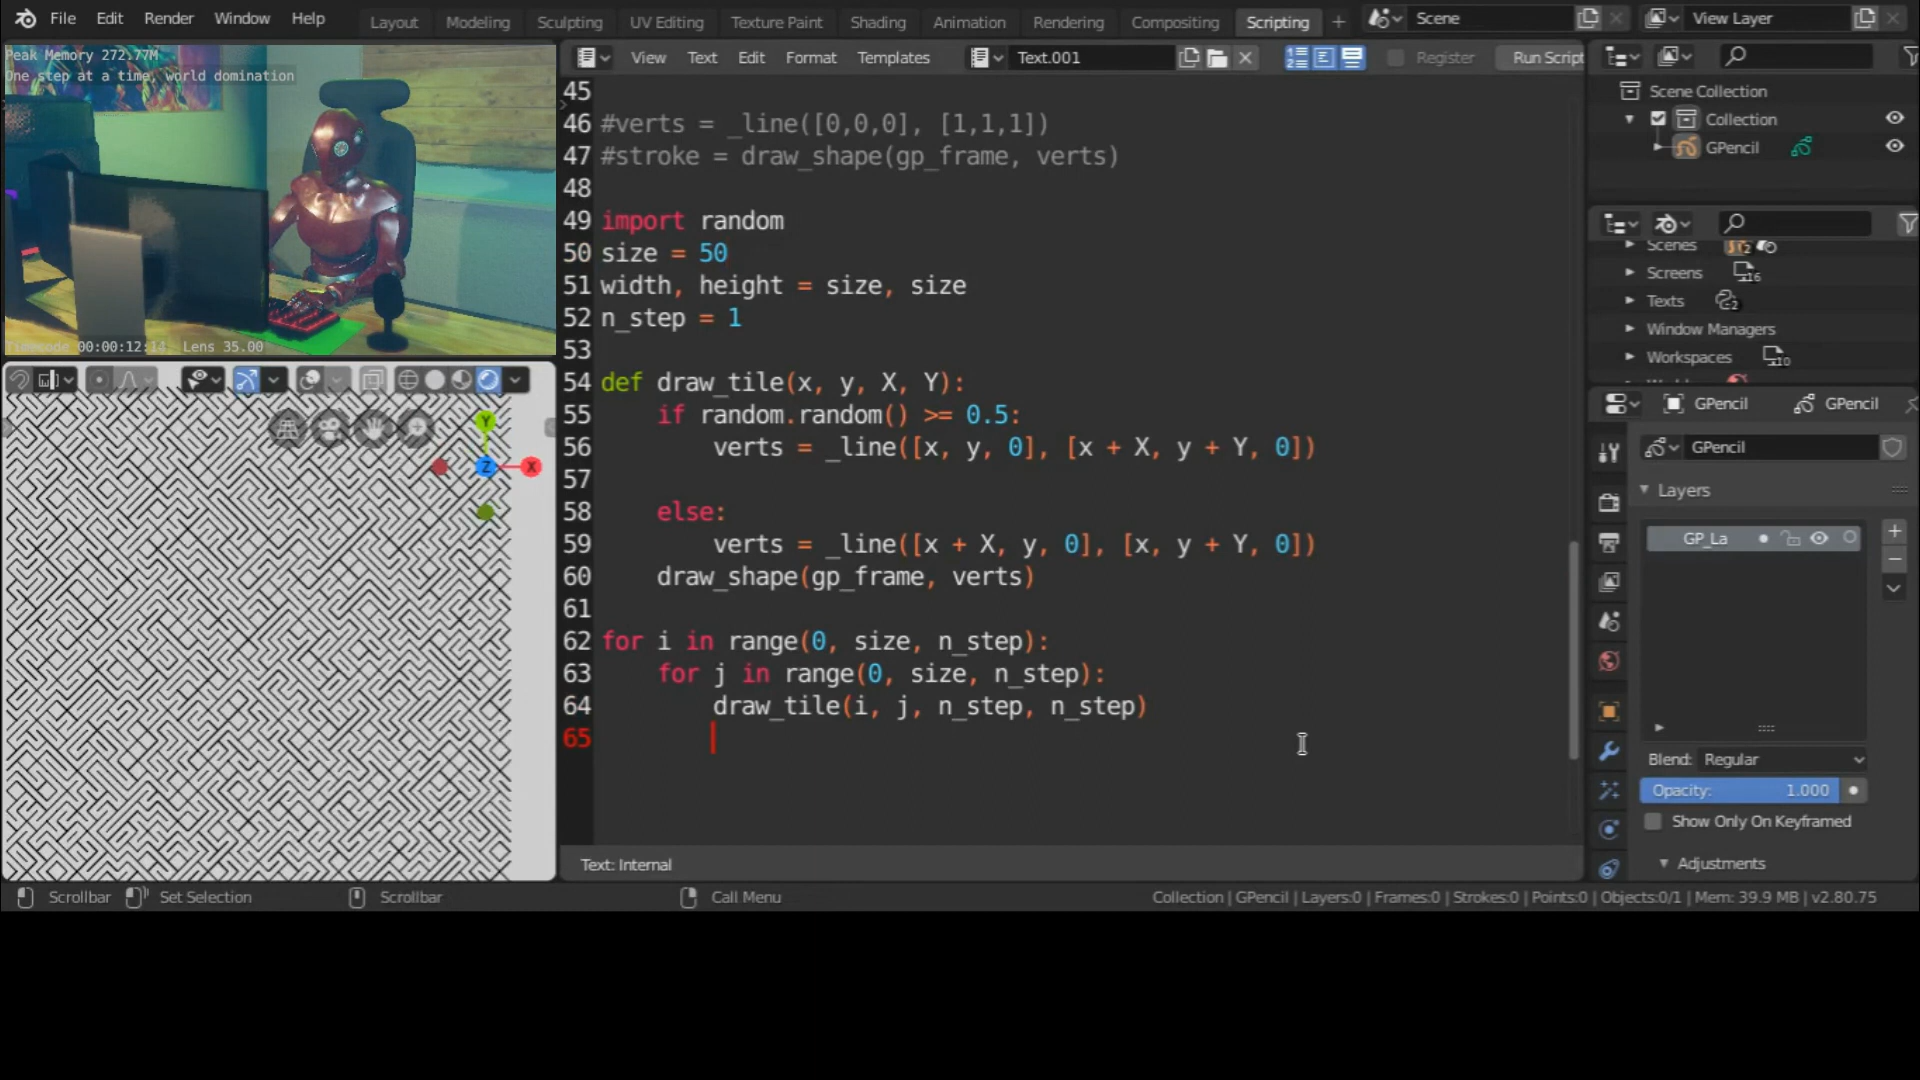 File Edit Render Window Help
Layout Modeling Sculpting UV Editing Texture Paint Shading Animation Rendering Compositing Scripting +
Scene
View Layer
Peak Memory 272.77M
One step at a time, world domination
Timecode 00:00:12:14 Lens 35.00
View Text Edit Format Templates
Text.001
Register
Run Script
45
46 #verts = _line([0,0,0], [1,1,1])
47 #stroke = draw_shape(gp_frame, verts)
48
49 import random
50 size = 50
51 width, height = size, size
52 n_step = 1
53
54 def draw_tile(x, y, X, Y):
55     if random.random() >= 0.5:
56         verts = _line([x, y, 0], [x + X, y + Y, 0])
57
58     else:
59         verts = _line([x + X, y, 0], [x, y + Y, 0])
60     draw_shape(gp_frame, verts)
61
62 for i in range(0, size, n_step):
63     for j in range(0, size, n_step):
64         draw_tile(i, j, n_step, n_step)
65
Y
Z
X
Text: Internal
Scene Collection
Collection
GPencil
Scenes 2
Screens 16
Texts 2
Window Managers
Workspaces 10
GPencil GPencil
GPencil
Layers
GP_La
Blend: Regular
Opacity: 1.000
Show Only On Keyframed
Adjustments
Scrollbar Set Selection Scrollbar Call Menu
Collection | GPencil | Layers:0 | Frames:0 | Strokes:0 | Points:0 | Objects:0/1 | Mem: 39.9 MB | v2.80.75